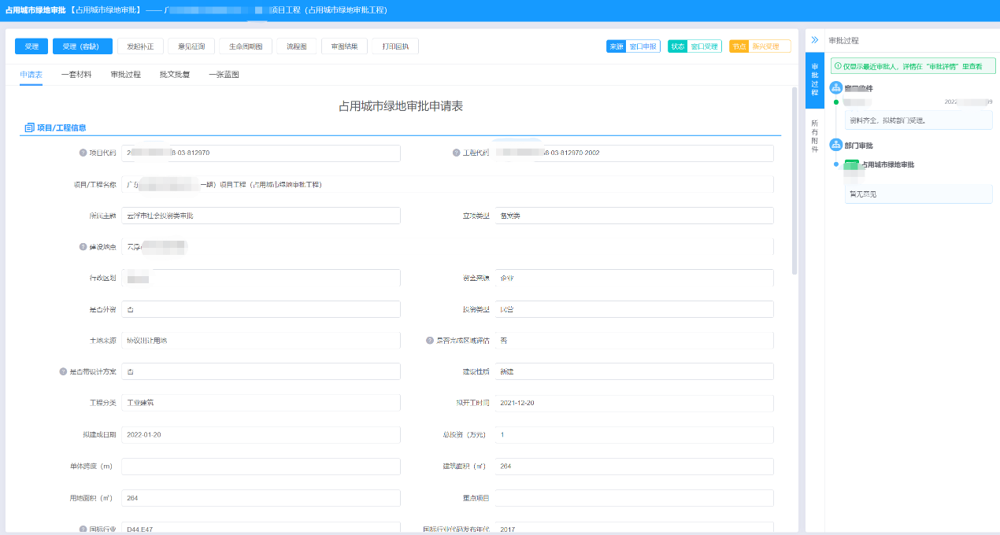 占用城市绿地审批 【占用城市绿地审批】 —— 广 项目工程（占用城市绿地审批工程）
受理 受理（容缺） 发起补正 意见征询 生命周期图 流程图 审图结果 打印回执
来源 窗口申报 状态 窗口受理 节点 新兴受理
申请表 一套材料 审批过程 批文批复 一张蓝图
占用城市绿地审批申请表
项目/工程信息
项目代码 2 8-03-812970
工程代码 8-03-812970-2002
项目/工程名称 广东 一期）项目工程（占用城市绿地审批工程）
所属主题 云浮市社会投资类审批
立项类型 备案类
建设地点 云浮
行政区划
资金来源 企业
是否外资 否
投资类型 民营
土地来源 协议出让用地
是否完成区域评估 否
是否带设计方案 否
建设性质 新建
工程分类 工业建筑
拟开工时间 2021-12-20
拟建成日期 2022-01-20
总投资（万元） 1
单体跨度（m）
建筑面积（㎡） 264
用地面积（㎡） 264
重点项目
国标行业 D44,E47
国标行业代码发布年代 2017
审批过程
所有附件
审批过程
仅显示最近审批人，详情在“审批详情”里查看
窗口收件
2022
资料齐全，拟转部门受理。
部门审批
占用城市绿地审批
暂无意见